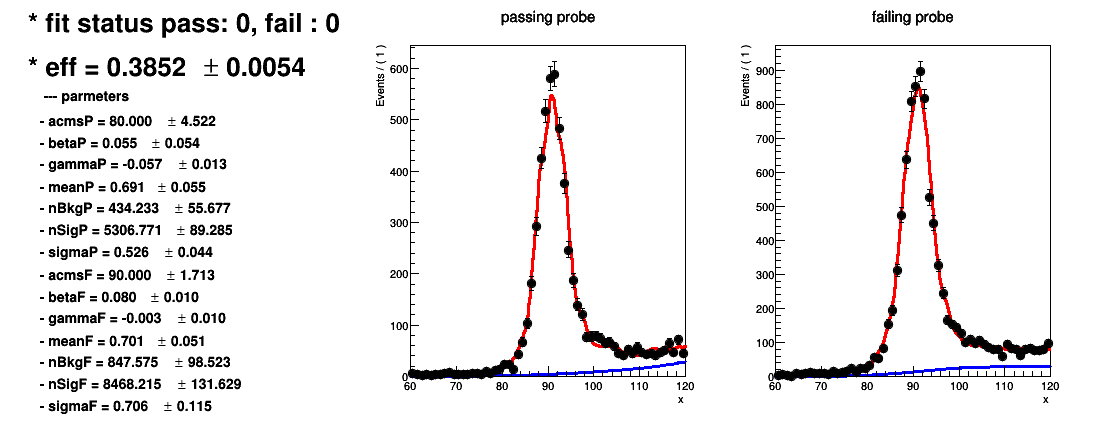 * fit status pass: 0, fail : 0
* eff = 0.3852 ± 0.0054
--- parmeters
- acmsP = 80.000 ± 4.522
- betaP = 0.055 ± 0.054
- gammaP = -0.057 ± 0.013
- meanP = 0.691 ± 0.055
- nBkgP = 434.233 ± 55.677
- nSigP = 5306.771 ± 89.285
- sigmaP = 0.526 ± 0.044
- acmsF = 90.000 ± 1.713
- betaF = 0.080 ± 0.010
- gammaF = -0.003 ± 0.010
- meanF = 0.701 ± 0.051
- nBkgF = 847.575 ± 98.523
- nSigF = 8468.215 ± 131.629
- sigmaF = 0.706 ± 0.115
passing probe
Events / ( 1 )
600
500
400
300
200
100
0
60 70 80 90 100 110 120
x
failing probe
Events / ( 1 )
900
800
700
600
500
400
300
200
100
0
60 70 80 90 100 110 120
x